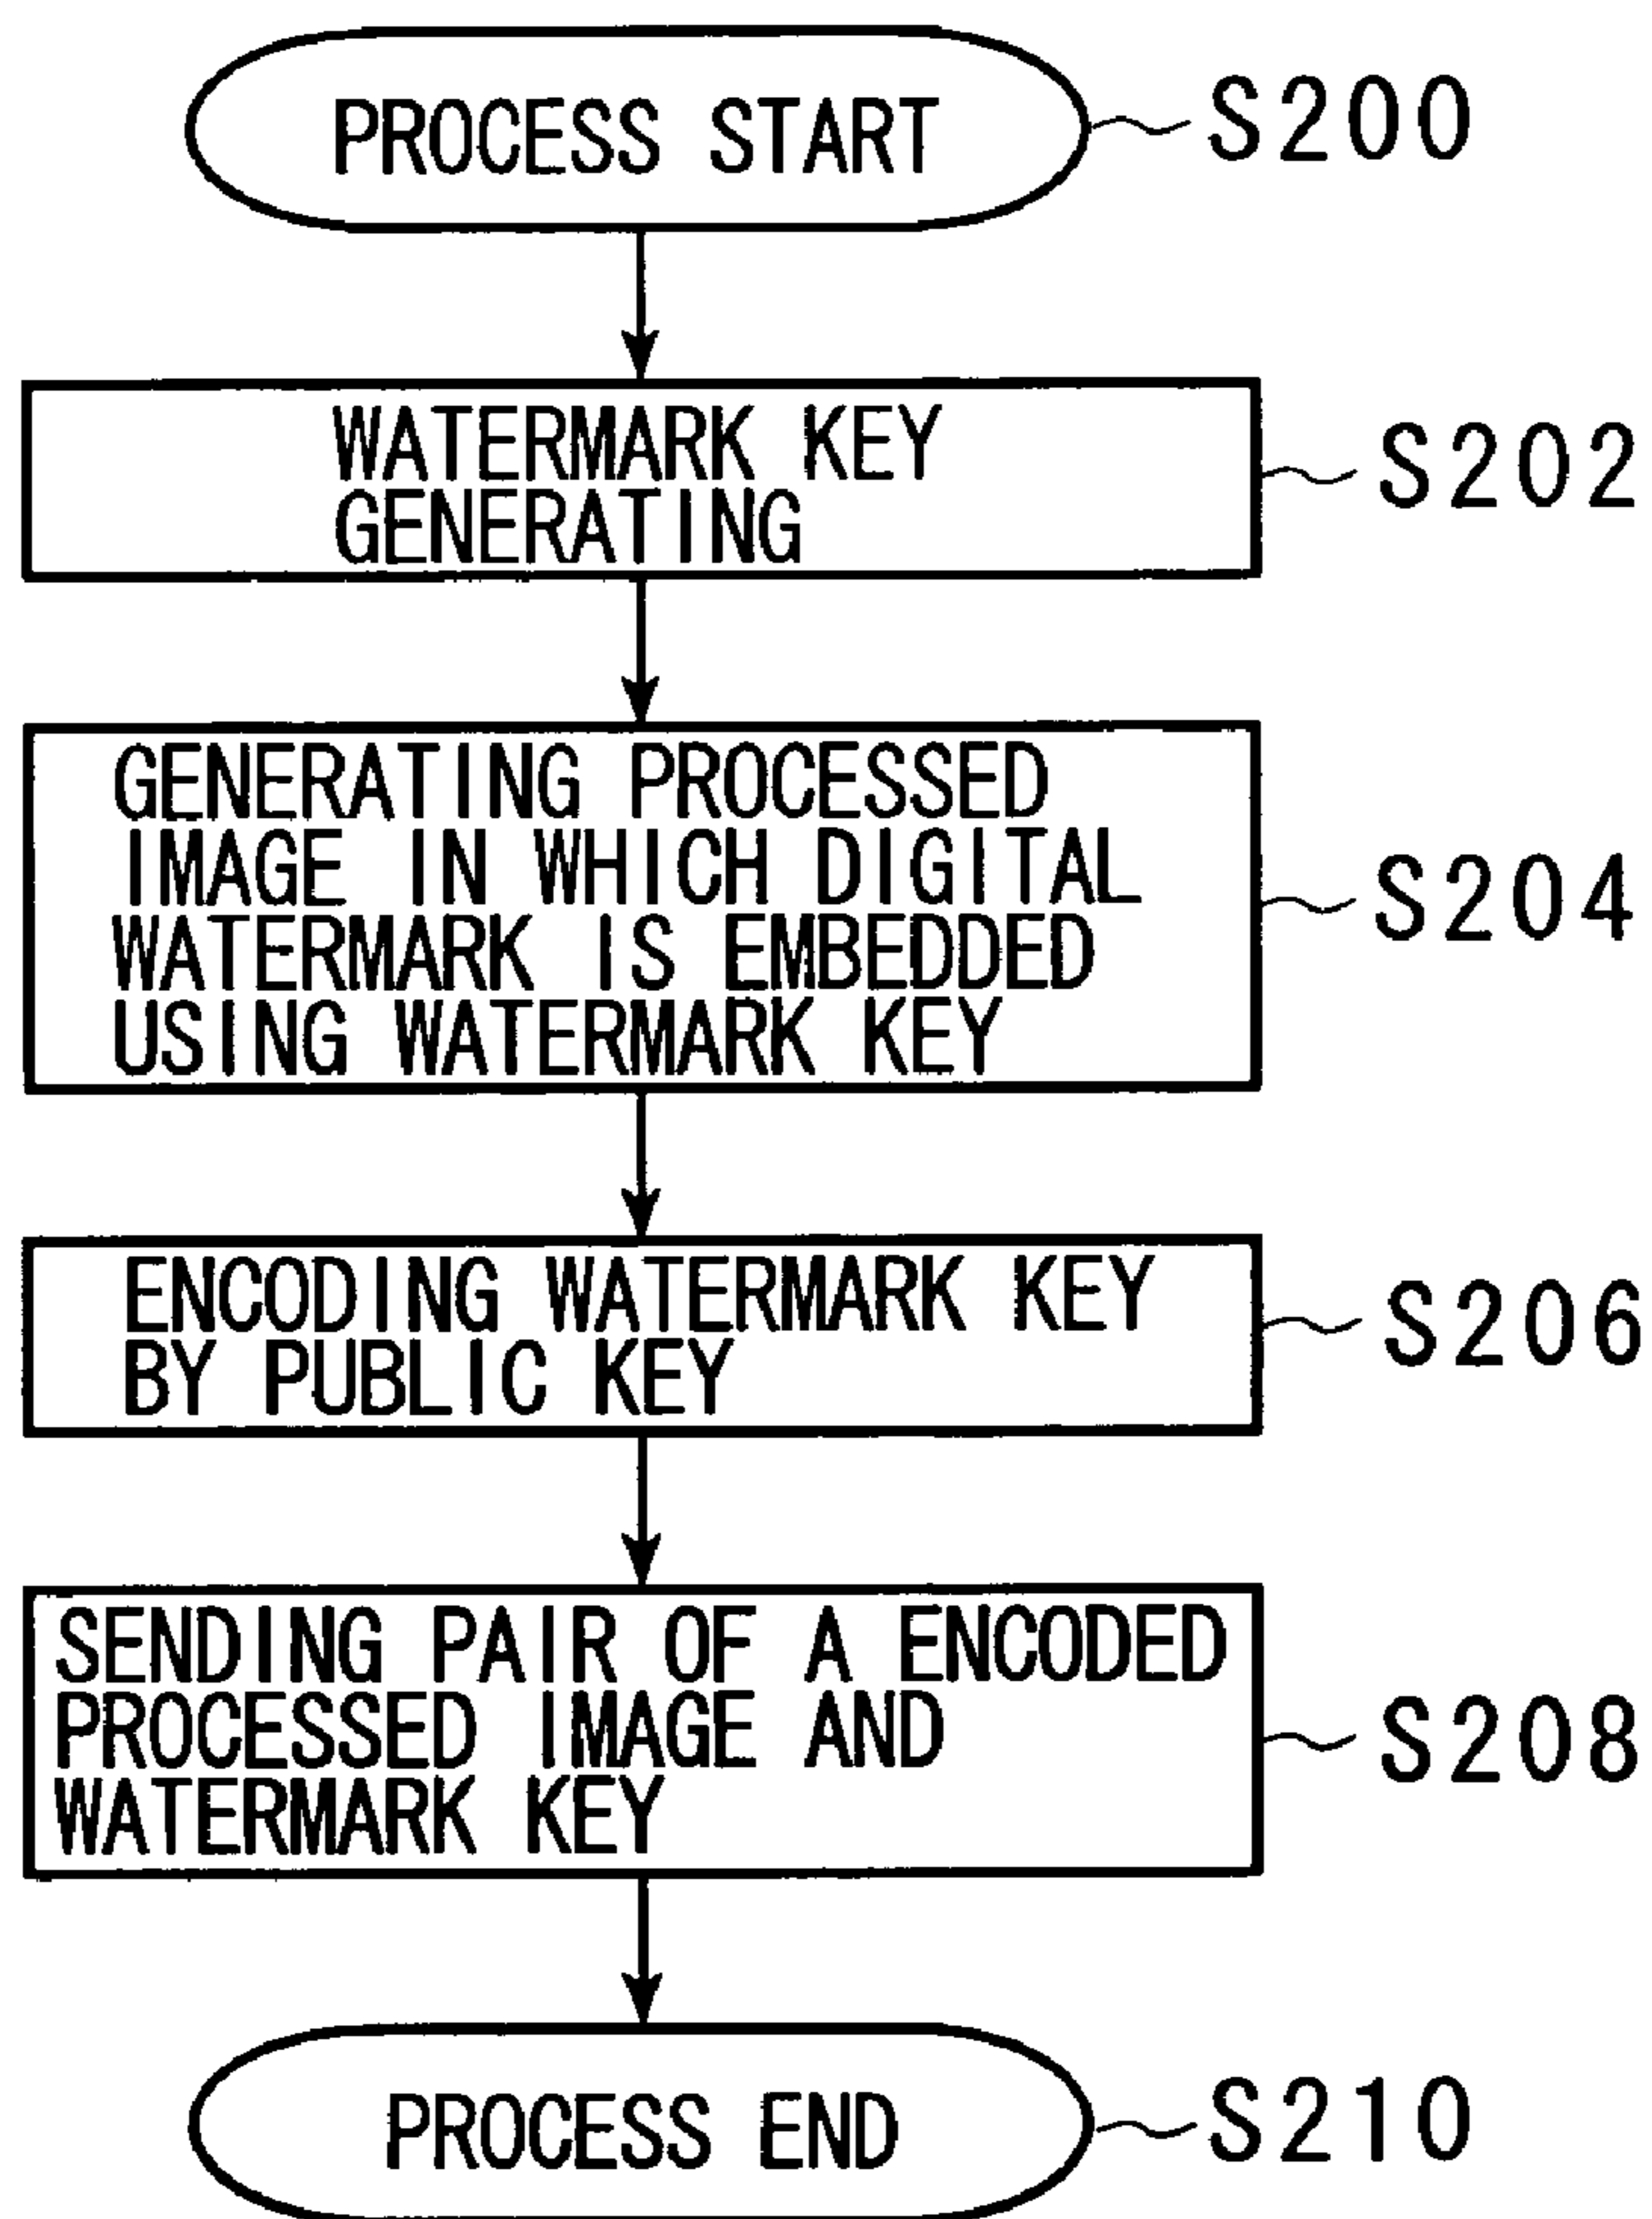 PROCESS START
S200
WATERMARK KEY
GENERATING
S202
GENERATING PROCESSED
IMAGE IN WHICH DIGITAL
WATERMARK IS EMBEDDED
USING WATERMARK KEY
S204
ENCODING WATERMARK KEY
BY PUBLIC KEY
S206
SENDING PAIR OF A ENCODED
PROCESSED IMAGE AND
WATERMARK KEY
S208
PROCESS END
S210